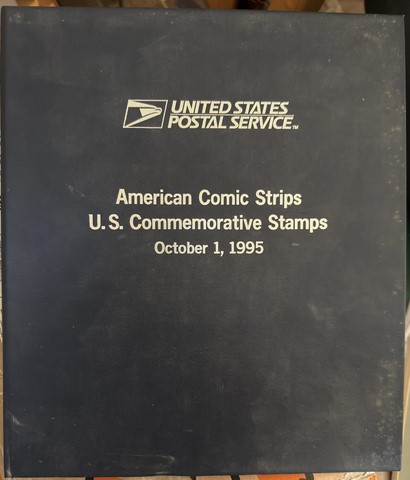 UNITED STATES
POSTAL SERVICE™
American Comic Strips
U.S. Commemorative Stamps
October 1, 1995